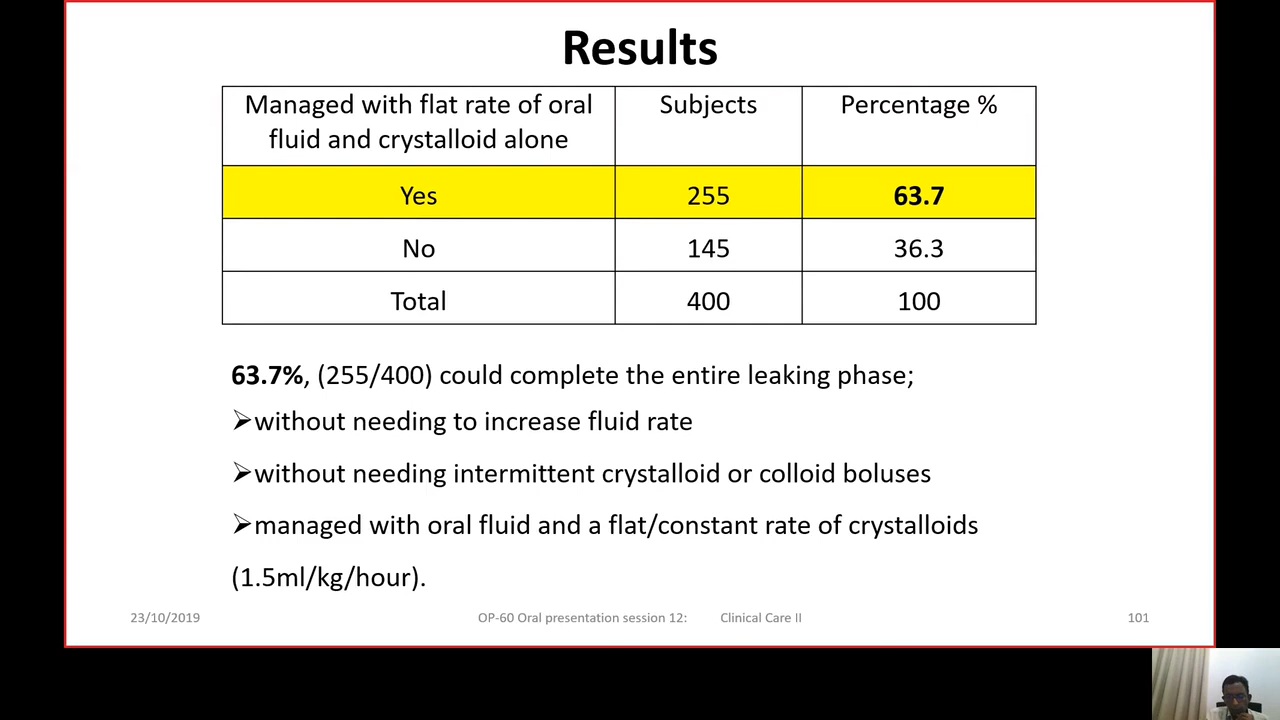 Results
Managed with flat rate of oral
fluid and crystalloid alone
Subjects
Percentage %
Yes
255
63.7
No
145
36.3
Total
400
100
63.7%, (255/400) could complete the entire leaking phase;
➢without needing to increase fluid rate
➢without needing intermittent crystalloid or colloid boluses
➢managed with oral fluid and a flat/constant rate of crystalloids
(1.5ml/kg/hour).
23/10/2019
OP-60 Oral presentation session 12: Clinical Care II
101